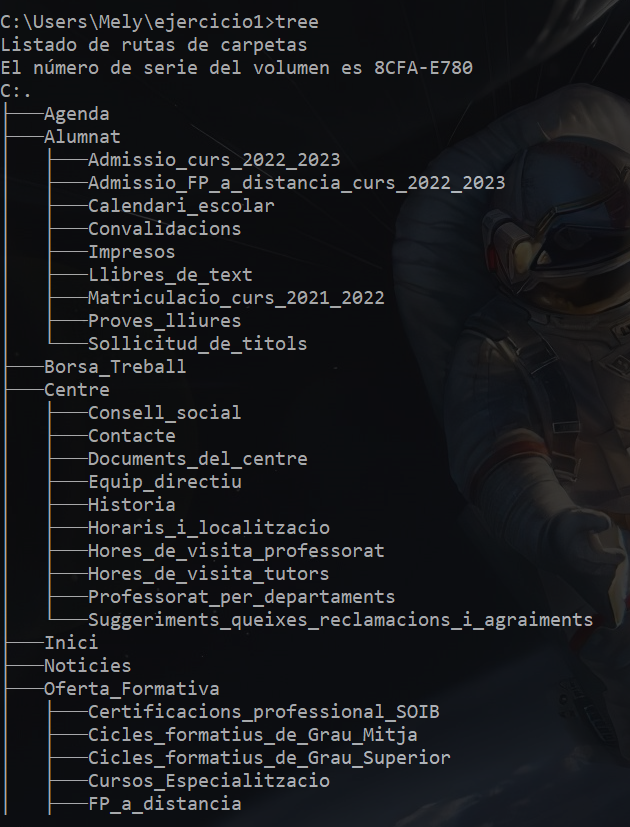 C:\Users\Mely\ejercicio1>tree
Listado de rutas de carpetas
El número de serie del volumen es 8CFA-E780
C:.
├───Agenda
├───Alumnat
│   ├───Admissio_curs_2022_2023
│   ├───Admissio_FP_a_distancia_curs_2022_2023
│   ├───Calendari_escolar
│   ├───Convalidacions
│   ├───Impresos
│   ├───Llibres_de_text
│   ├───Matriculacio_curs_2021_2022
│   ├───Proves_lliures
│   └───Sollicitud_de_titols
├───Borsa_Treball
├───Centre
│   ├───Consell_social
│   ├───Contacte
│   ├───Documents_del_centre
│   ├───Equip_directiu
│   ├───Historia
│   ├───Horaris_i_localitzacio
│   ├───Hores_de_visita_professorat
│   ├───Hores_de_visita_tutors
│   ├───Professorat_per_departaments
│   └───Suggeriments_queixes_reclamacions_i_agraiments
├───Inici
├───Noticies
├───Oferta_Formativa
│   ├───Certificacions_professional_SOIB
│   ├───Cicles_formatius_de_Grau_Mitja
│   ├───Cicles_formatius_de_Grau_Superior
│   ├───Cursos_Especialitzacio
│   ├───FP_a_distancia